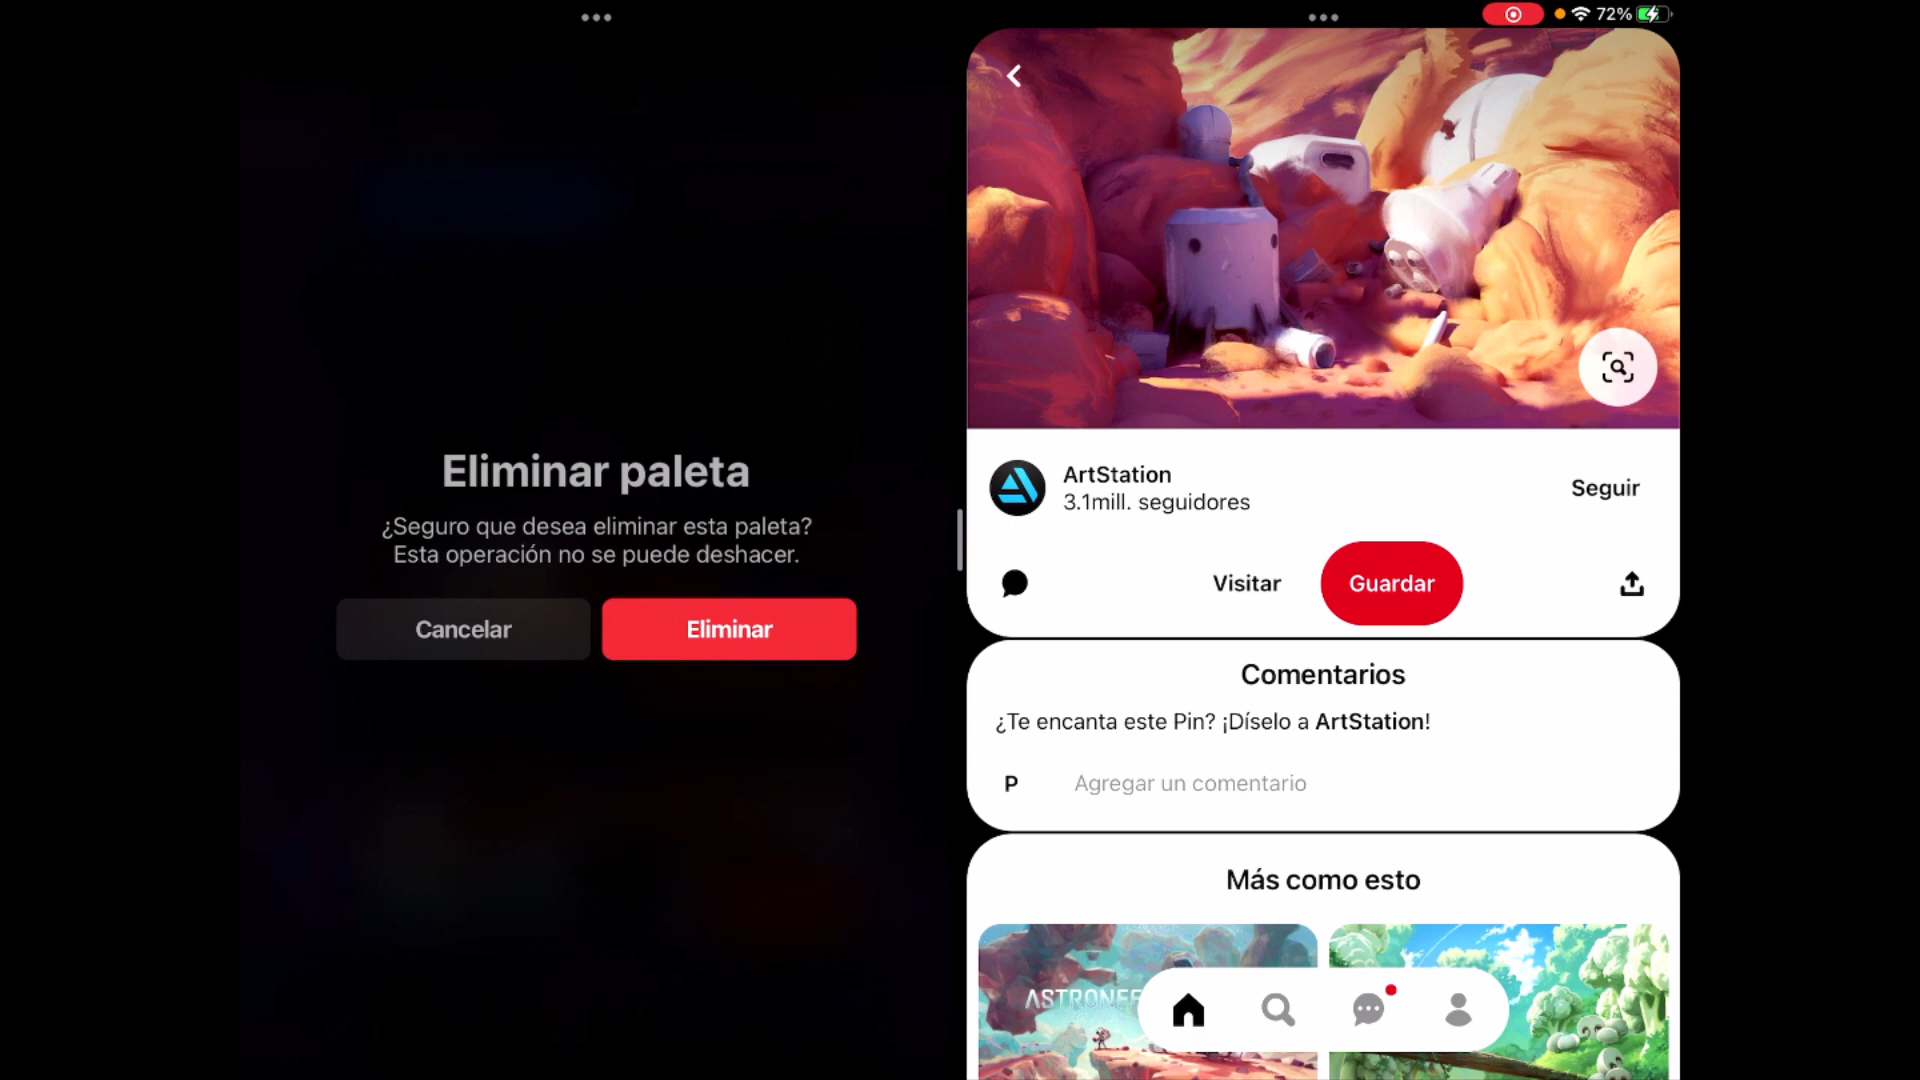 72%
Eliminar paleta
¿Seguro que desea eliminar esta paleta?
Esta operación no se puede deshacer.
Cancelar
Eliminar
ArtStation
3.1mill. seguidores
Seguir
Visitar
Guardar
Comentarios
¿Te encanta este Pin? ¡Díselo a ArtStation!
P
Agregar un comentario
Más como esto